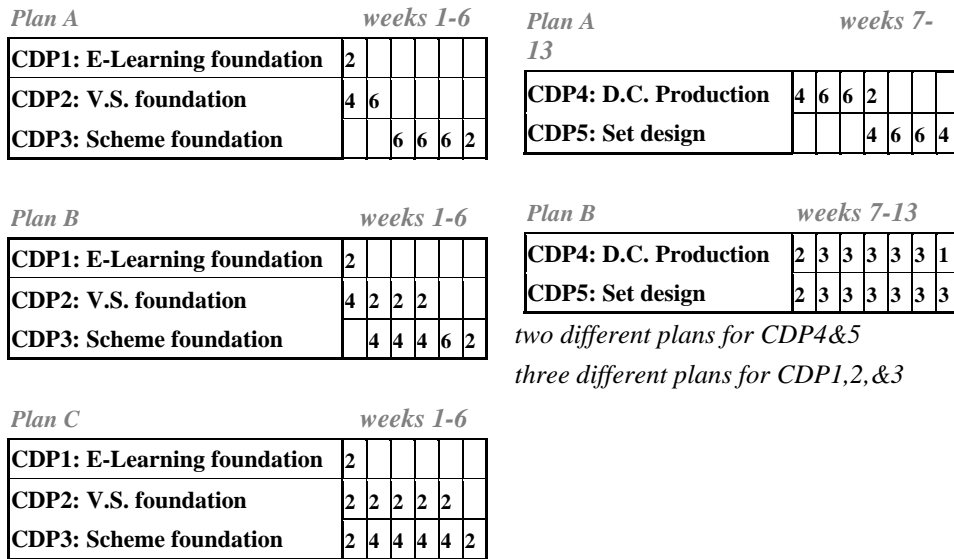 Plan A weeks 1-6
CDP1: E-Learning foundation 2
CDP2: V.S. foundation 4 6
CDP3: Scheme foundation 6 6 6 2
Plan B weeks 1-6
CDP1: E-Learning foundation 2
CDP2: V.S. foundation 4 2 2 2
CDP3: Scheme foundation 4 4 4 6 2
Plan C weeks 1-6
CDP1: E-Learning foundation 2
CDP2: V.S. foundation 2 2 2 2 2
CDP3: Scheme foundation 2 4 4 4 4 2
Plan A weeks 7-
13
CDP4: D.C. Production 4 6 6 2
CDP5: Set design 4 6 6 4
Plan B weeks 7-13
CDP4: D.C. Production 2 3 3 3 3 3 1
CDP5: Set design 2 3 3 3 3 3 3
two different plans for CDP4&5
three different plans for CDP1,2,&3